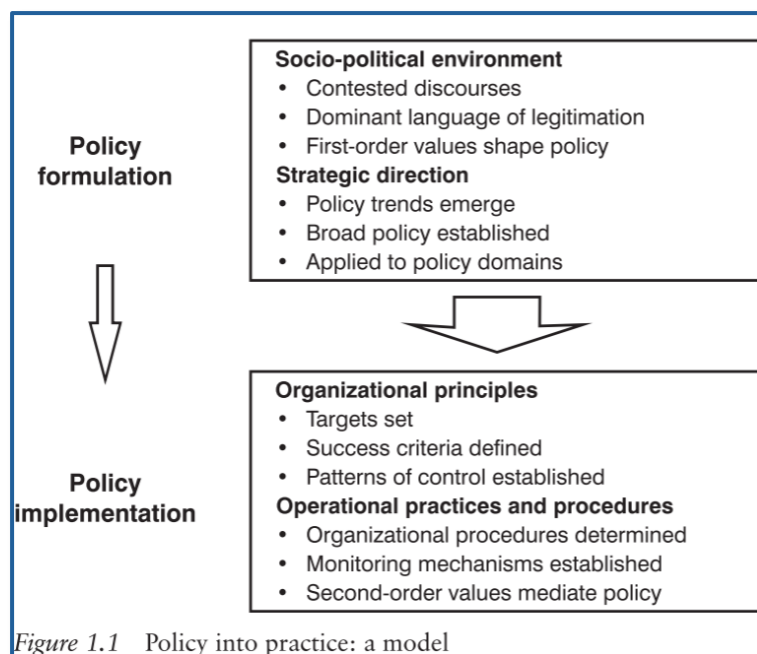 Policy
formulation
Socio-political environment
• Contested discourses
• Dominant language of legitimation
• First-order values shape policy
Strategic direction
• Policy trends emerge
• Broad policy established
• Applied to policy domains
Policy
implementation
Organizational principles
• Targets set
• Success criteria defined
• Patterns of control established
Operational practices and procedures
• Organizational procedures determined
• Monitoring mechanisms established
• Second-order values mediate policy
Figure 1.1 Policy into practice: a model